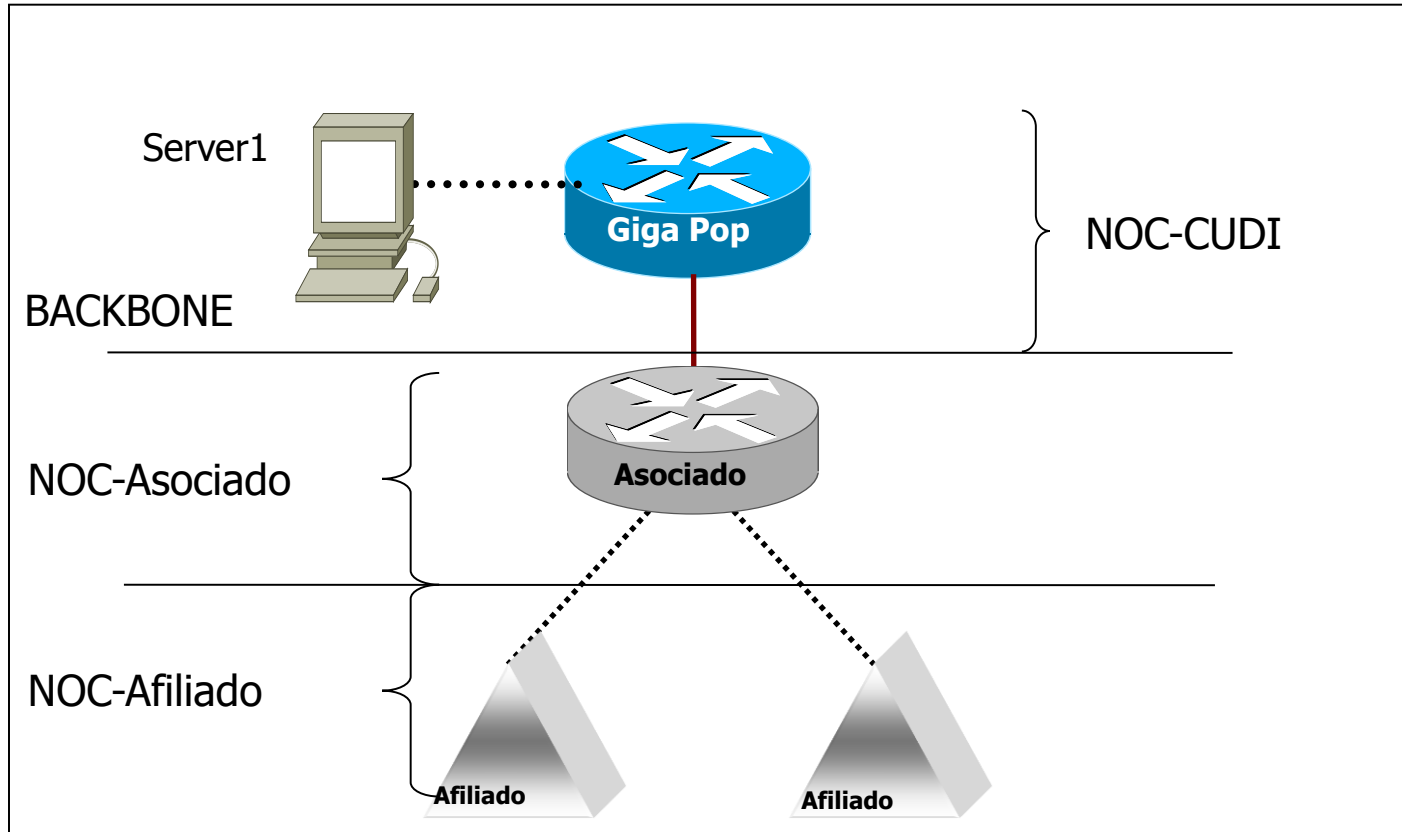 Server1
Giga Pop
NOC-CUDI
BACKBONE
NOC-Asociado
Asociado
NOC-Afiliado
Afiliado
Afiliado